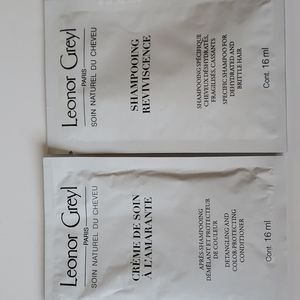 Leonor Greyl
—PARIS—
SOIN NATUREL DU CHEVEU
SHAMPOOING
REVIVISCENCE
SHAMPOOING SPÉCIFIQUE
CHEVEUX DÉSHYDRATÉS,
FRAGILISÉS, CASSANTS
SPECIFIC SHAMPOO FOR
DEHYDRATED AND
BRITTLE HAIR
Cont. 16 ml
Leonor Greyl
—PARIS—
SOIN NATUREL DU CHEVEU
CRÈME DE SOIN
À L'AMARANTE
APRÈS-SHAMPOOING
DÉMÊLANT ET PROTECTEUR
DE COULEUR
DETANGLING AND
COLOR-PROTECTING
CONDITIONER
Cont. 16 ml